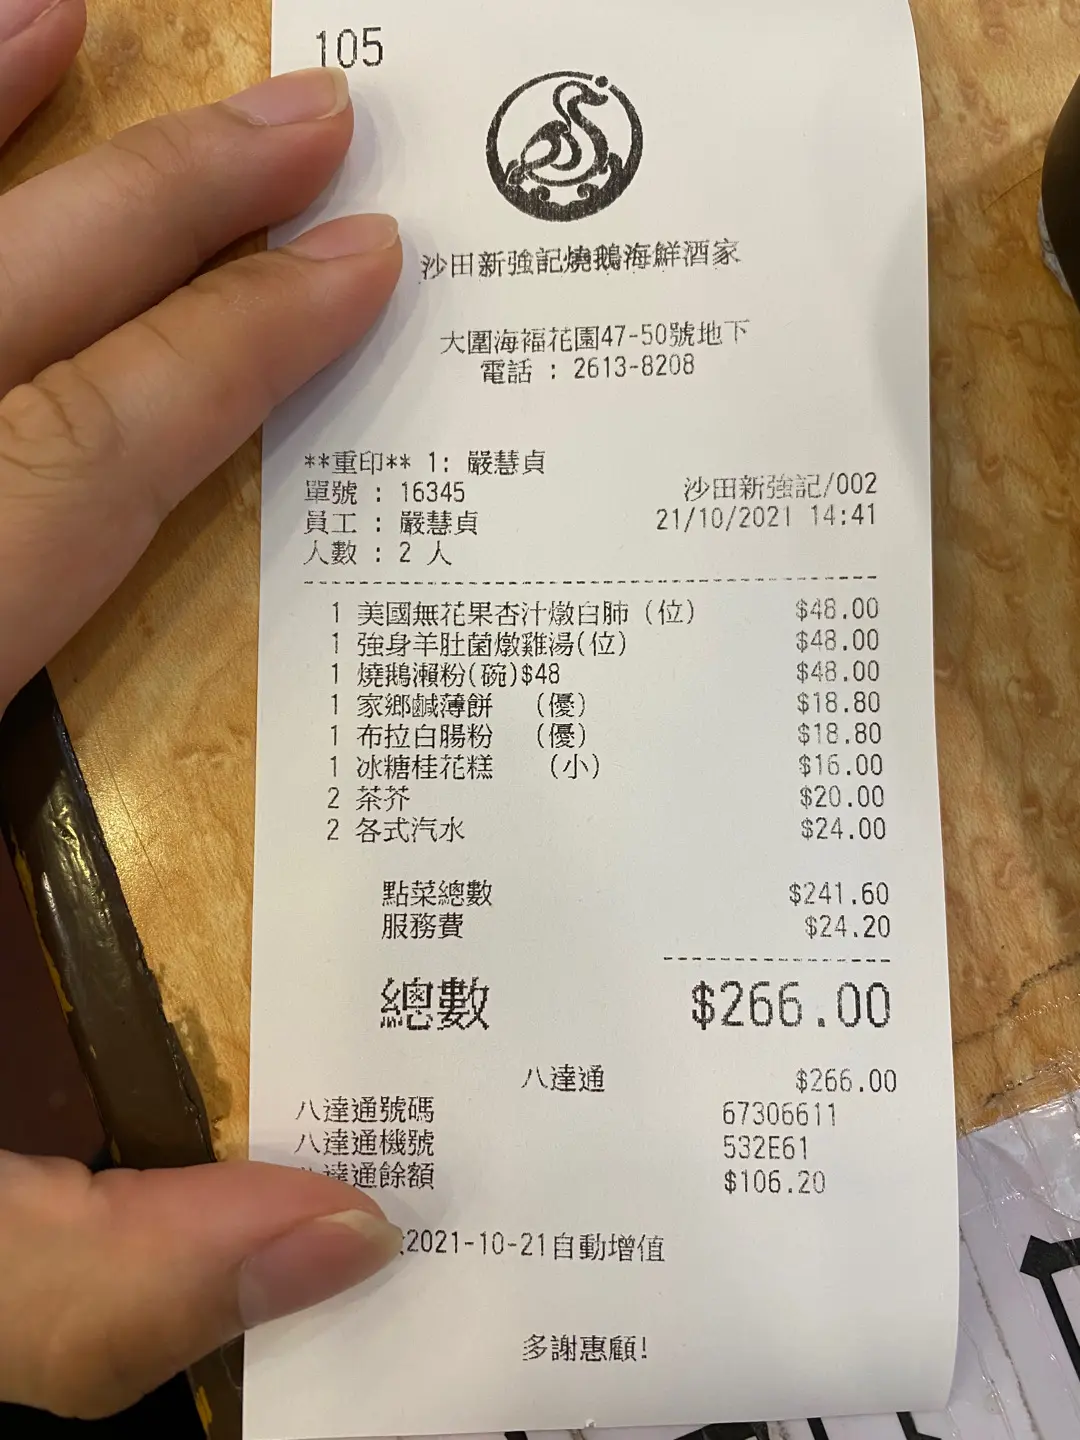 105
沙田新強記燒鵝海鮮酒家
大圍海福花園47-50號地下
電話 : 2613-8208
**重印** 1: 嚴慧貞
單號 : 16345
沙田新強記/002
員工 : 嚴慧貞
21/10/2021 14:41
人數 : 2 人
1 美國無花果杏汁燉白肺(位) $48.00
1 強身羊肚菌燉雞湯(位) $48.00
1 燒鵝瀨粉(碗)$48 $48.00
1 家鄉鹹薄餅 (優) $18.80
1 布拉白腸粉 (優) $18.80
1 冰糖桂花糕 (小) $16.00
2 茶芥 $20.00
2 各式汽水 $24.00
點菜總數 $241.60
服務費 $24.20
總數 $266.00
八達通 $266.00
八達通號碼 67306611
八達通機號 532E61
八達通餘額 $106.20
2021-10-21自動增值
多謝惠顧!